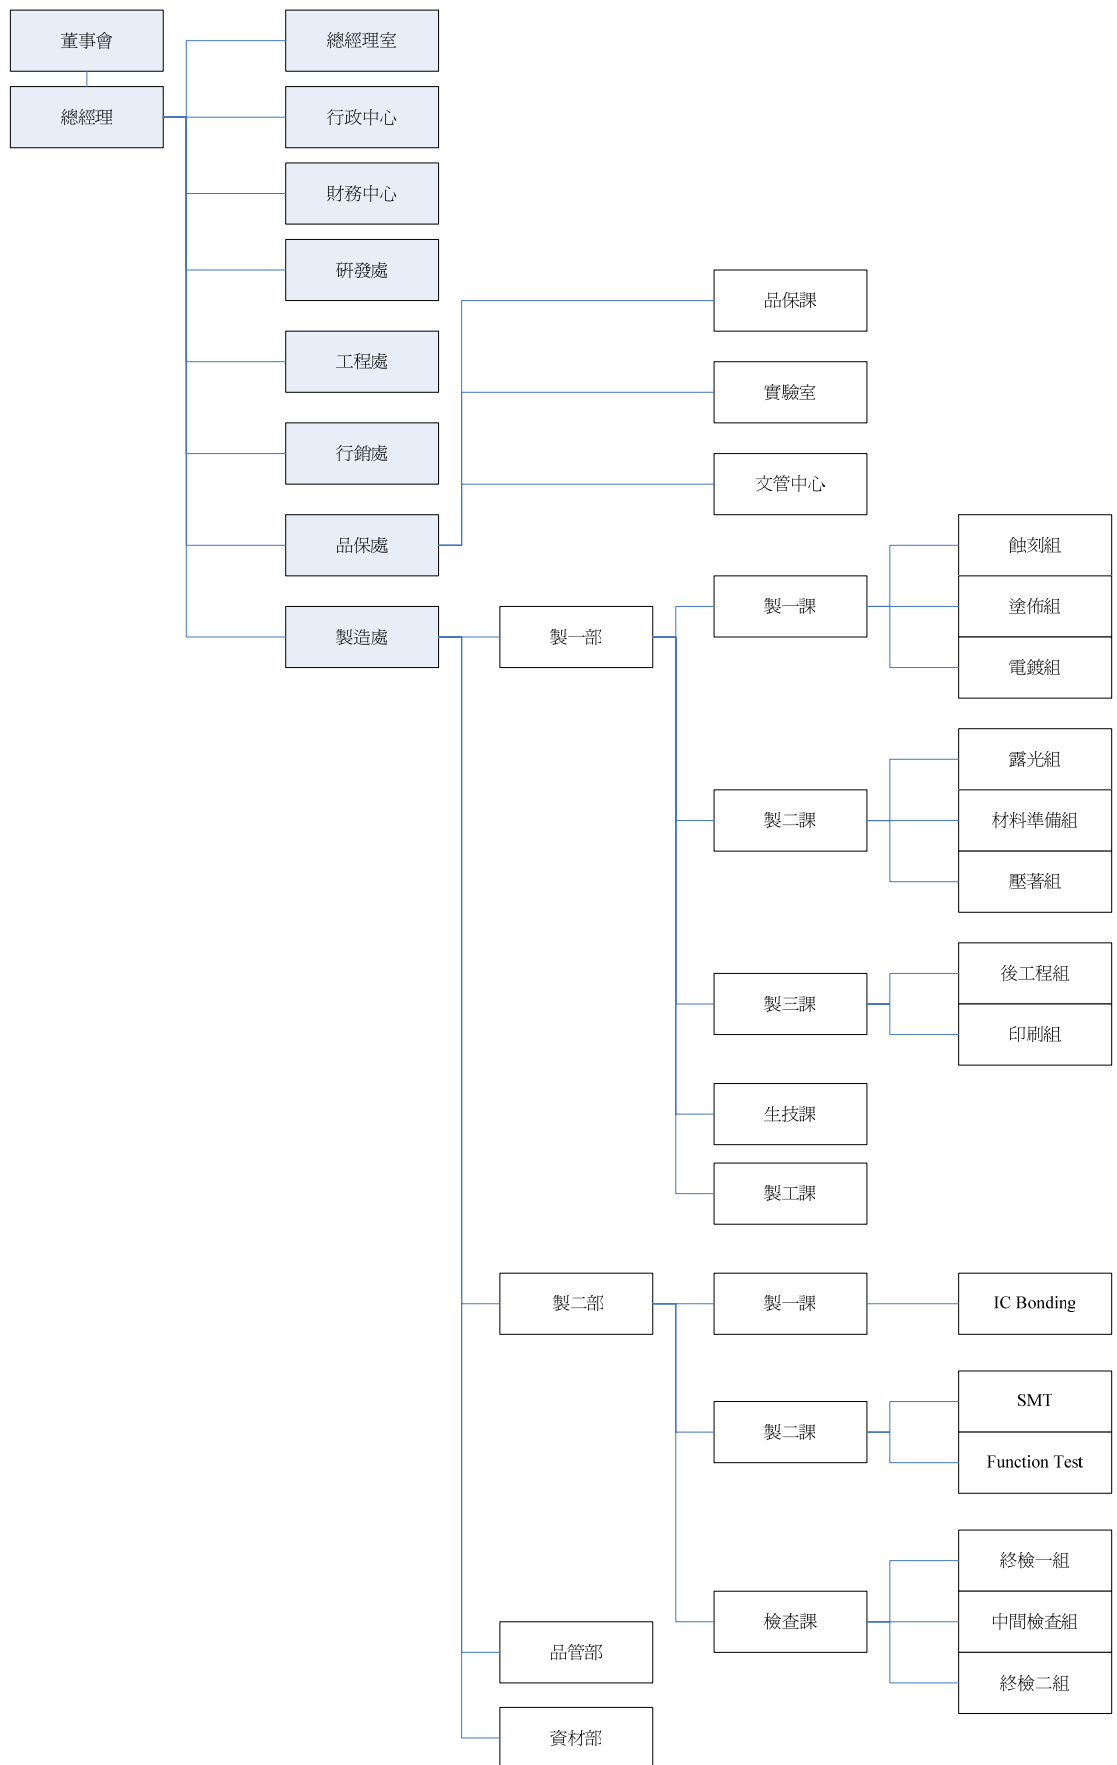 董事會
總經理
總經理室
行政中心
財務中心
研發處
工程處
行銷處
品保處
製造處
品保課
實驗室
文管中心
製一部
製一課
蝕刻組
塗佈組
電鍍組
製二課
露光組
材料準備組
壓著組
製三課
後工程組
印刷組
生技課
製工課
製二部
製一課
IC Bonding
製二課
SMT
Function Test
檢查課
終檢一組
中間檢查組
終檢二組
品管部
資材部